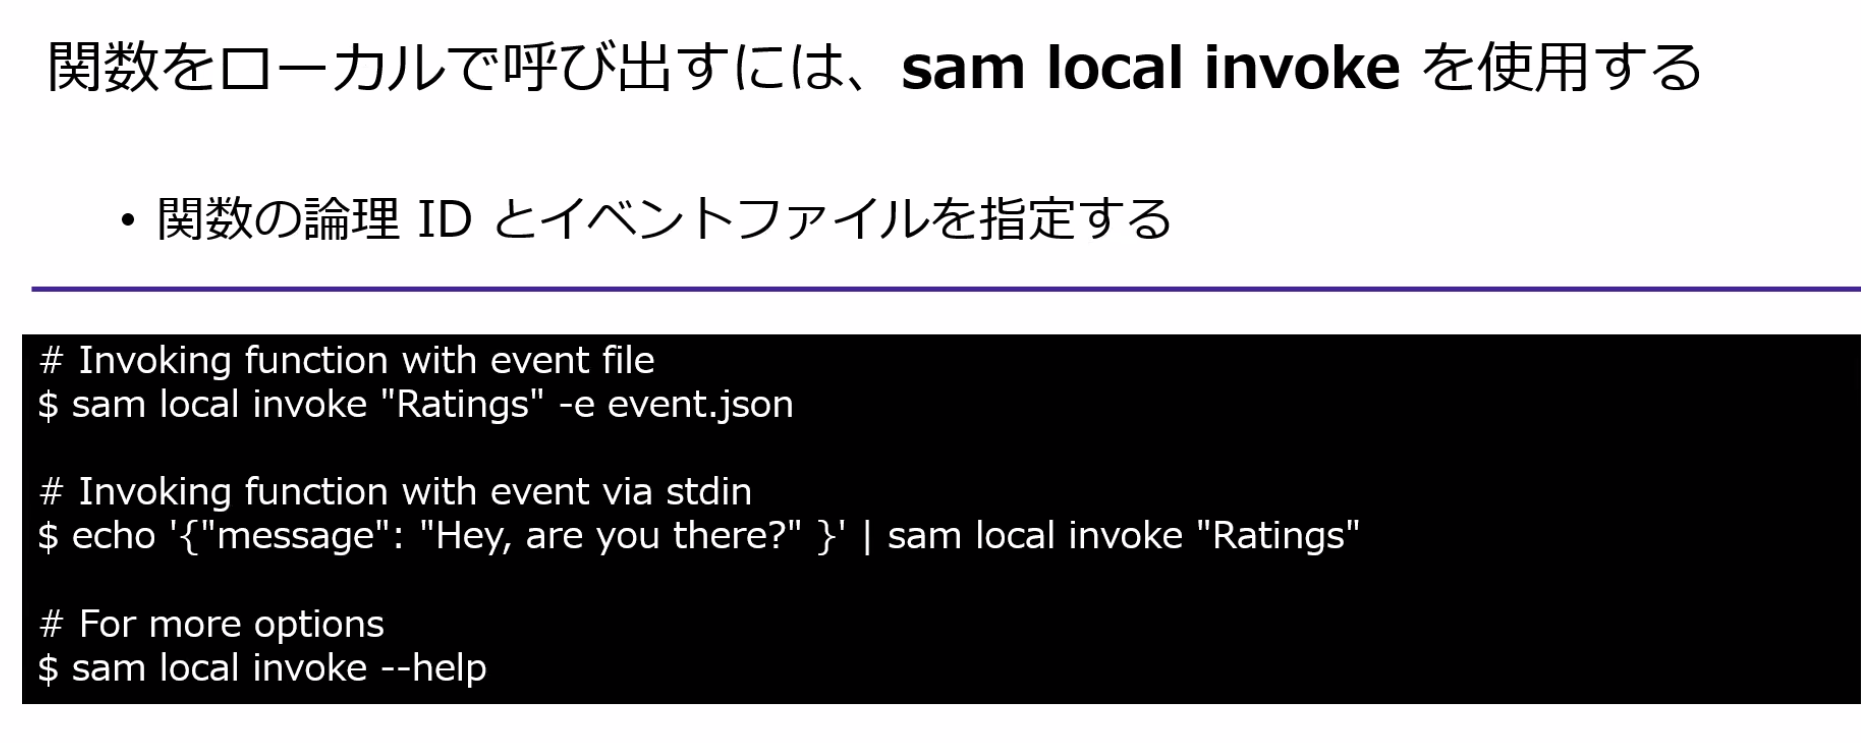 関数をローカルで呼び出すには、sam local invoke を使用する
• 関数の論理 ID とイベントファイルを指定する
# Invoking function with event file
$ sam local invoke "Ratings" -e event.json
# Invoking function with event via stdin
$ echo '{"message": "Hey, are you there?" }' | sam local invoke "Ratings"
# For more options
$ sam local invoke --help